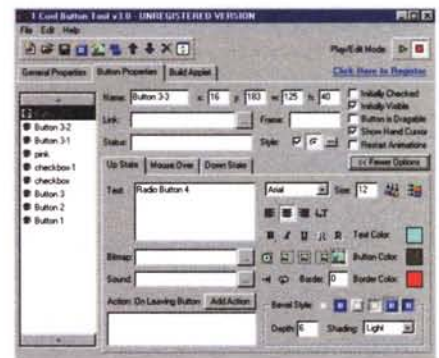 1 Cool Button Tool v3.0 - UNREGISTERED VERSION
File Edit Help
Play/Edit Mode:
General Properties Button Properties Build Applet Click Here to Register
Name: Button 3-3 x: 16 y: 183 w: 125 h: 40
Initially Checked
Link: Frame: Initially Visible
Button is Dragable
Status: Style: Show Hand Cursor
Restart Animations
Button 3-2
Button 3-1
pink
checkbox-1
checkbox
Button 3
Button 2
Button 1
Up State Mouse Over Down State << Fewer Options
Text: Radio Button 4 Arial Size: 12
B I U R Text Color:
Bitmap: Button Color:
Sound: Border: 0 Border Color:
Action: On Leaving Button Add Action Bevel Style:
Depth: 6 Shading: Light